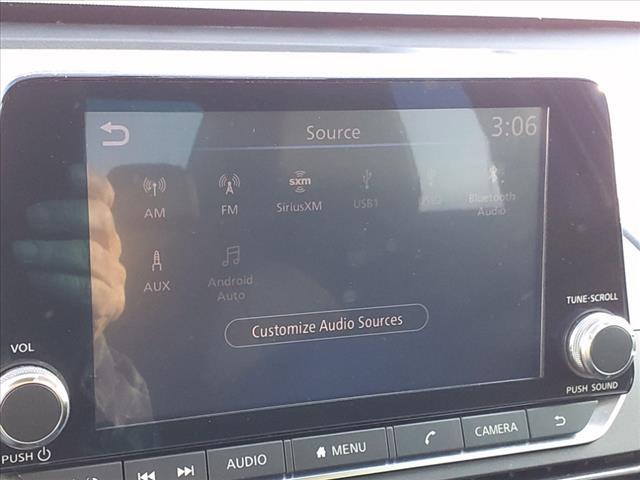 Source
3:06
AM
FM
sxm
SiriusXM
USB1
Bluetooth
Audio
AUX
Android
Auto
Customize Audio Sources
VOL
PUSH
TUNE·SCROLL
PUSH SOUND
AUDIO
MENU
CAMERA